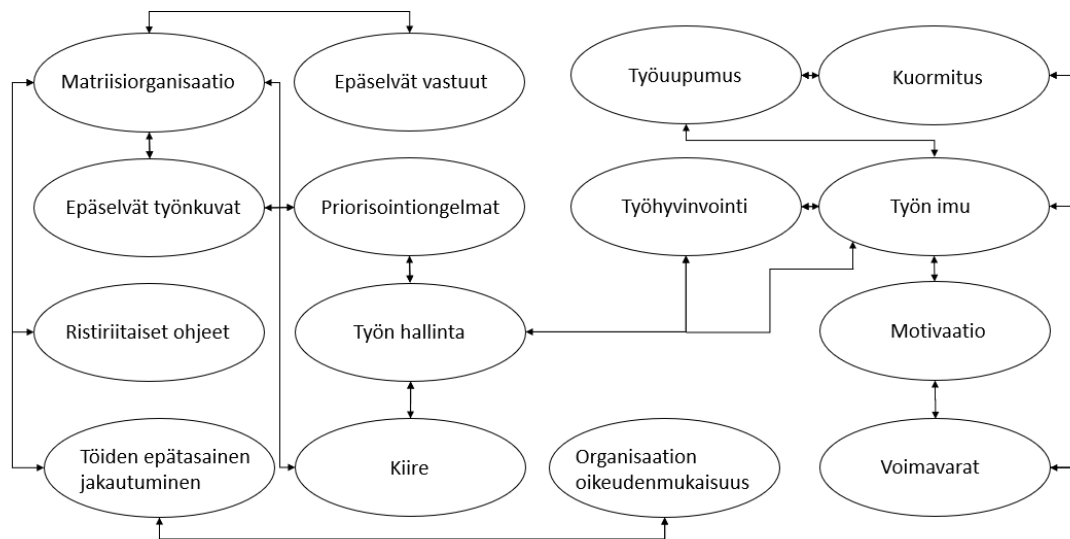 Matriisiorganisaatio
Epäselvät vastuut
Työuupumus
Kuormitus
Epäselvät työnkuvat
Priorisointiongelmat
Työhyvinvointi
Työn imu
Ristiriitaiset ohjeet
Työn hallinta
Motivaatio
Töiden epätasainen
jakautuminen
Kiire
Organisaation
oikeudenmukaisuus
Voimavarat